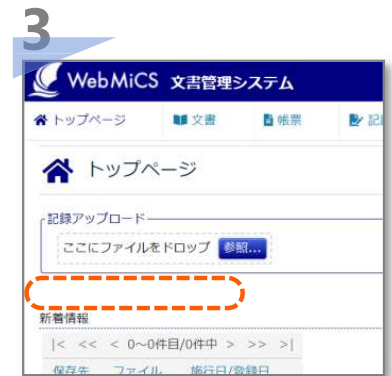 3
WebMiCS 文書管理システム
トップページ 文書 帳票
トップページ
記録アップロード
ここにファイルをドロップ 参照...
新着情報
|< << < 0～0件目/0件中 > >> >|
保存先 ファイル 施行日/登録日